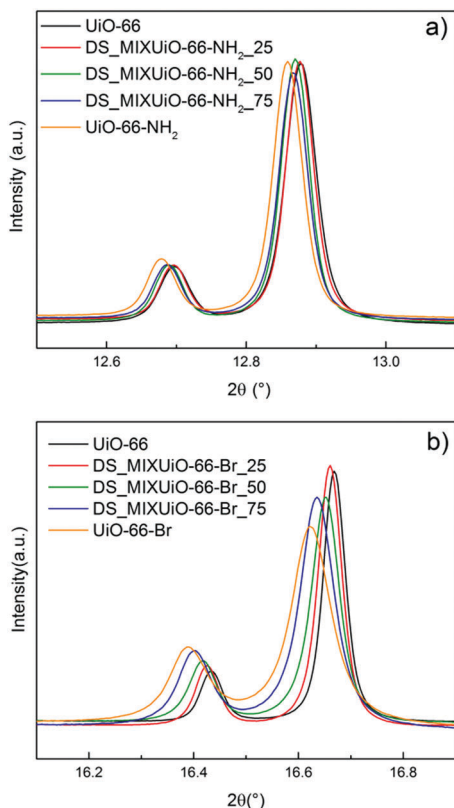 a)
UiO-66
DS_MIXUiO-66-NH₂_25
DS_MIXUiO-66-NH₂_50
DS_MIXUiO-66-NH₂_75
UiO-66-NH₂
Intensity (a.u.)
12.6 12.8 13.0
2θ (°)
b)
UiO-66
DS_MIXUiO-66-Br_25
DS_MIXUiO-66-Br_50
DS_MIXUiO-66-Br_75
UiO-66-Br
Intensity(a.u.)
16.2 16.4 16.6 16.8
2θ(°)